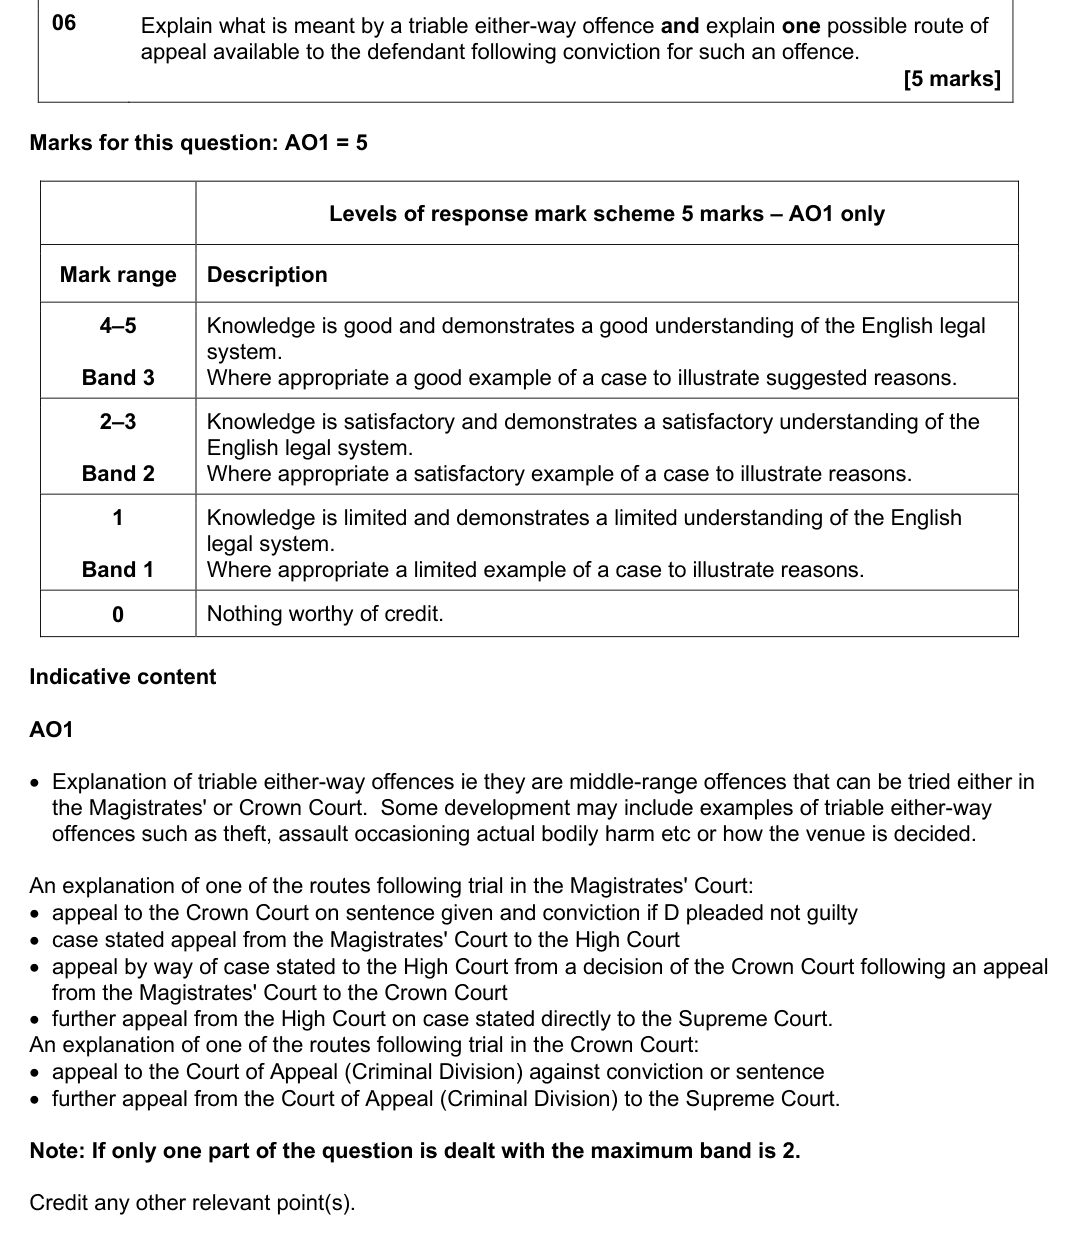 06 Explain what is meant by a triable either-way offence and explain one possible route of
appeal available to the defendant following conviction for such an offence.
[5 marks]
Marks for this question: AO1 = 5
Levels of response mark scheme 5 marks – AO1 only
Mark range Description
4–5 Knowledge is good and demonstrates a good understanding of the English legal
system.
Band 3 Where appropriate a good example of a case to illustrate suggested reasons.
2–3 Knowledge is satisfactory and demonstrates a satisfactory understanding of the
English legal system.
Band 2 Where appropriate a satisfactory example of a case to illustrate reasons.
1 Knowledge is limited and demonstrates a limited understanding of the English
legal system.
Band 1 Where appropriate a limited example of a case to illustrate reasons.
0 Nothing worthy of credit.
Indicative content
AO1
• Explanation of triable either-way offences ie they are middle-range offences that can be tried either in
the Magistrates' or Crown Court. Some development may include examples of triable either-way
offences such as theft, assault occasioning actual bodily harm etc or how the venue is decided.
An explanation of one of the routes following trial in the Magistrates' Court:
• appeal to the Crown Court on sentence given and conviction if D pleaded not guilty
• case stated appeal from the Magistrates' Court to the High Court
• appeal by way of case stated to the High Court from a decision of the Crown Court following an appeal
from the Magistrates' Court to the Crown Court
• further appeal from the High Court on case stated directly to the Supreme Court.
An explanation of one of the routes following trial in the Crown Court:
• appeal to the Court of Appeal (Criminal Division) against conviction or sentence
• further appeal from the Court of Appeal (Criminal Division) to the Supreme Court.
Note: If only one part of the question is dealt with the maximum band is 2.
Credit any other relevant point(s).